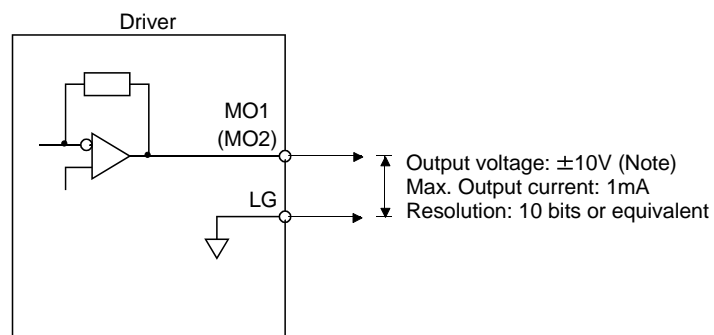 Driver
MO1
(MO2)
LG
Output voltage: ±10V (Note)
Max. Output current: 1mA
Resolution: 10 bits or equivalent